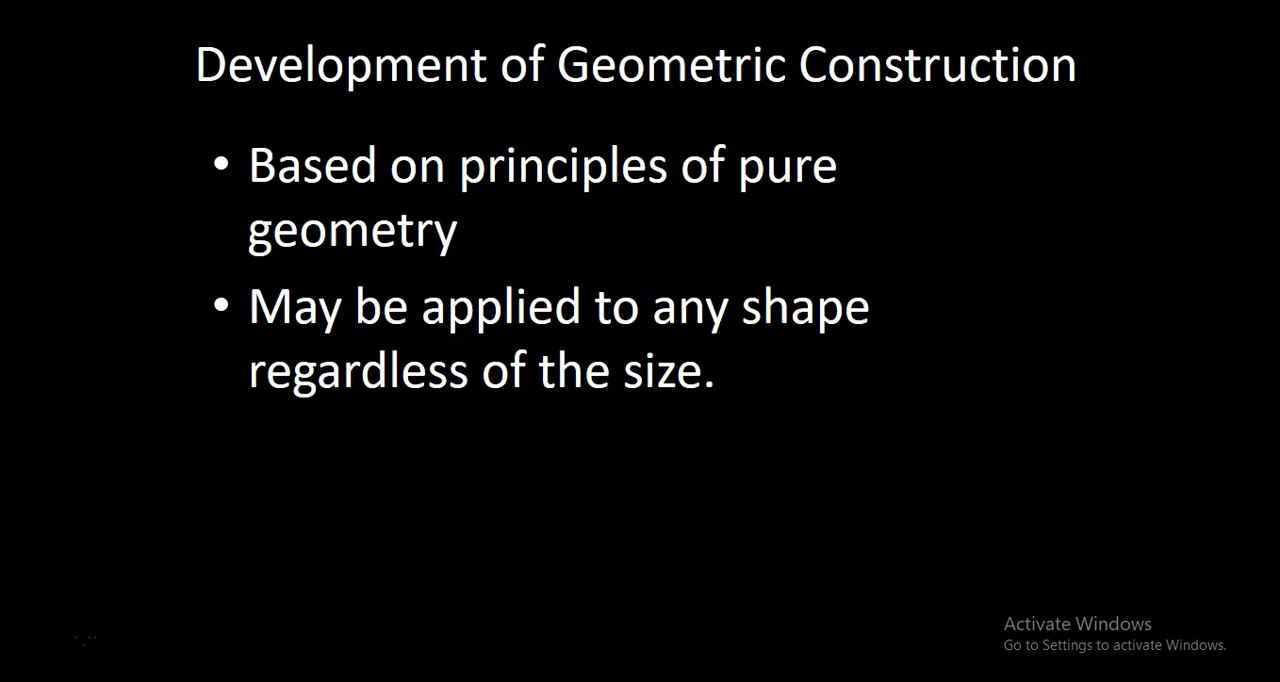 Development of Geometric Construction
• Based on principles of pure
geometry
• May be applied to any shape
regardless of the size.
Activate Windows
Go to Settings to activate Windows.